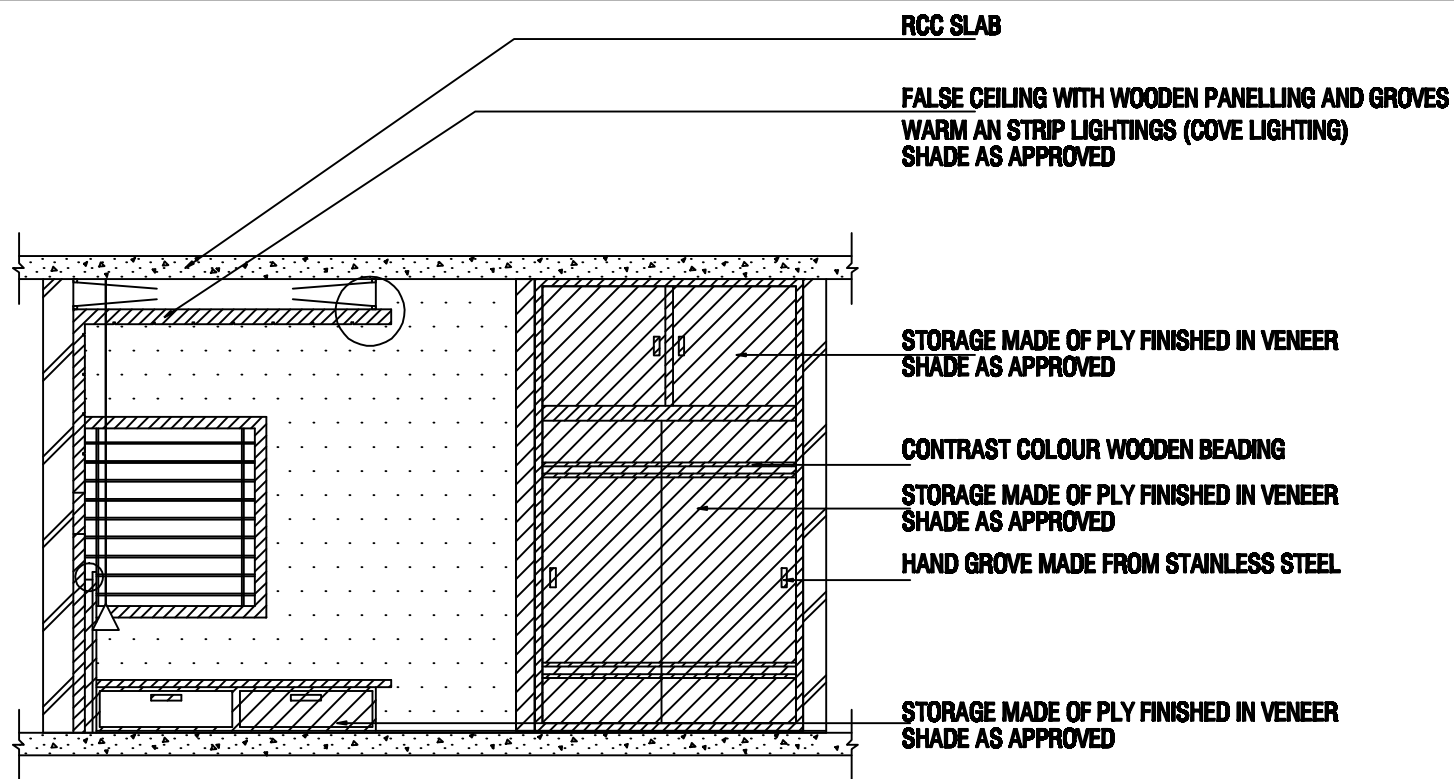 RCC SLAB
FALSE CEILING WITH WOODEN PANELLING AND GROVES
WARM AN STRIP LIGHTINGS (COVE LIGHTING)
SHADE AS APPROVED
STORAGE MADE OF PLY FINISHED IN VENEER
SHADE AS APPROVED
CONTRAST COLOUR WOODEN BEADING
STORAGE MADE OF PLY FINISHED IN VENEER
SHADE AS APPROVED
HAND GROVE MADE FROM STAINLESS STEEL
STORAGE MADE OF PLY FINISHED IN VENEER
SHADE AS APPROVED